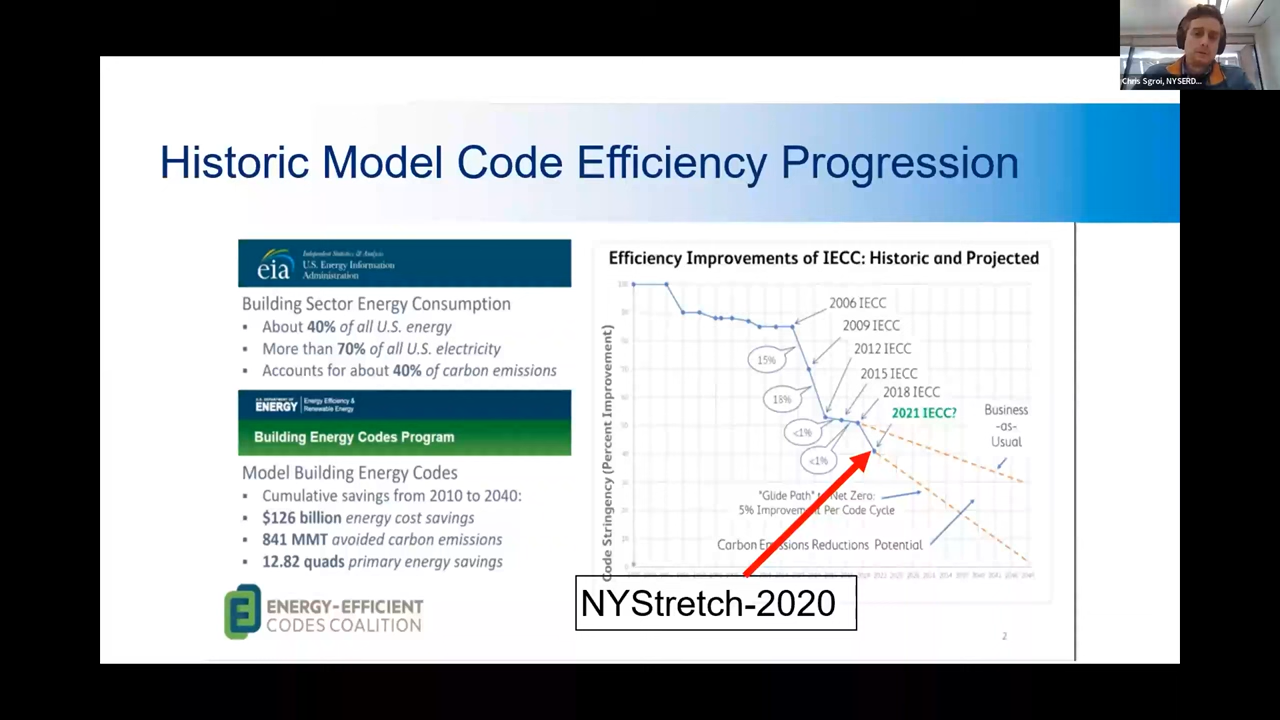 Chris Sgroi, NYSERD...
Historic Model Code Efficiency Progression
eia
Independent Statistics & Analysis
U.S. Energy Information
Administration
Building Sector Energy Consumption
▪ About 40% of all U.S. energy
▪ More than 70% of all U.S. electricity
▪ Accounts for about 40% of carbon emissions
U.S. DEPARTMENT OF
ENERGY
Energy Efficiency &
Renewable Energy
Building Energy Codes Program
Model Building Energy Codes
▪ Cumulative savings from 2010 to 2040:
▪ $126 billion energy cost savings
▪ 841 MMT avoided carbon emissions
▪ 12.82 quads primary energy savings
ENERGY-EFFICIENT
CODES COALITION
Efficiency Improvements of IECC: Historic and Projected
Code Stringency (Percent Improvement)
100
2006 IECC
2009 IECC
2012 IECC
2015 IECC
2018 IECC
2021 IECC?
15%
18%
<1%
<1%
Business
-as-
Usual
"Glide Path" to Net Zero:
5% Improvement Per Code Cycle
Carbon Emissions Reductions Potential
NYStretch-2020
2